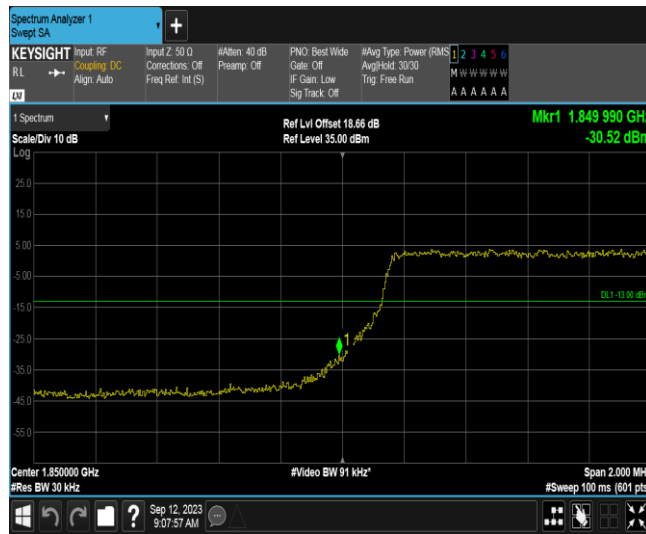 Spectrum Analyzer 1
Swept SA
+
KEYSIGHT
RL
LXI
Input: RF
Coupling: DC
Align: Auto
Input Z: 50 Ω
Corrections: Off
Freq Ref: Int (S)
#Atten: 40 dB
Preamp: Off
PNO: Best Wide
Gate: Off
IF Gain: Low
Sig Track: Off
#Avg Type: Power (RMS
Avg|Hold: 30/30
Trig: Free Run
1 2 3 4 5 6
M W W W W W
A A A A A A
1 Spectrum
Scale/Div 10 dB
Ref Lvl Offset 18.66 dB
Ref Level 35.00 dBm
Mkr1 1.849 990 GHz
-30.52 dBm
Log
25.0
15.0
5.00
-5.00
DL1 -13.00 dBm
-15.0
-25.0
1
-35.0
-45.0
-55.0
Center 1.850000 GHz
#Res BW 30 kHz
#Video BW 91 kHz*
Span 2.000 MH
#Sweep 100 ms (601 pts
?
Sep 12, 2023
9:07:57 AM